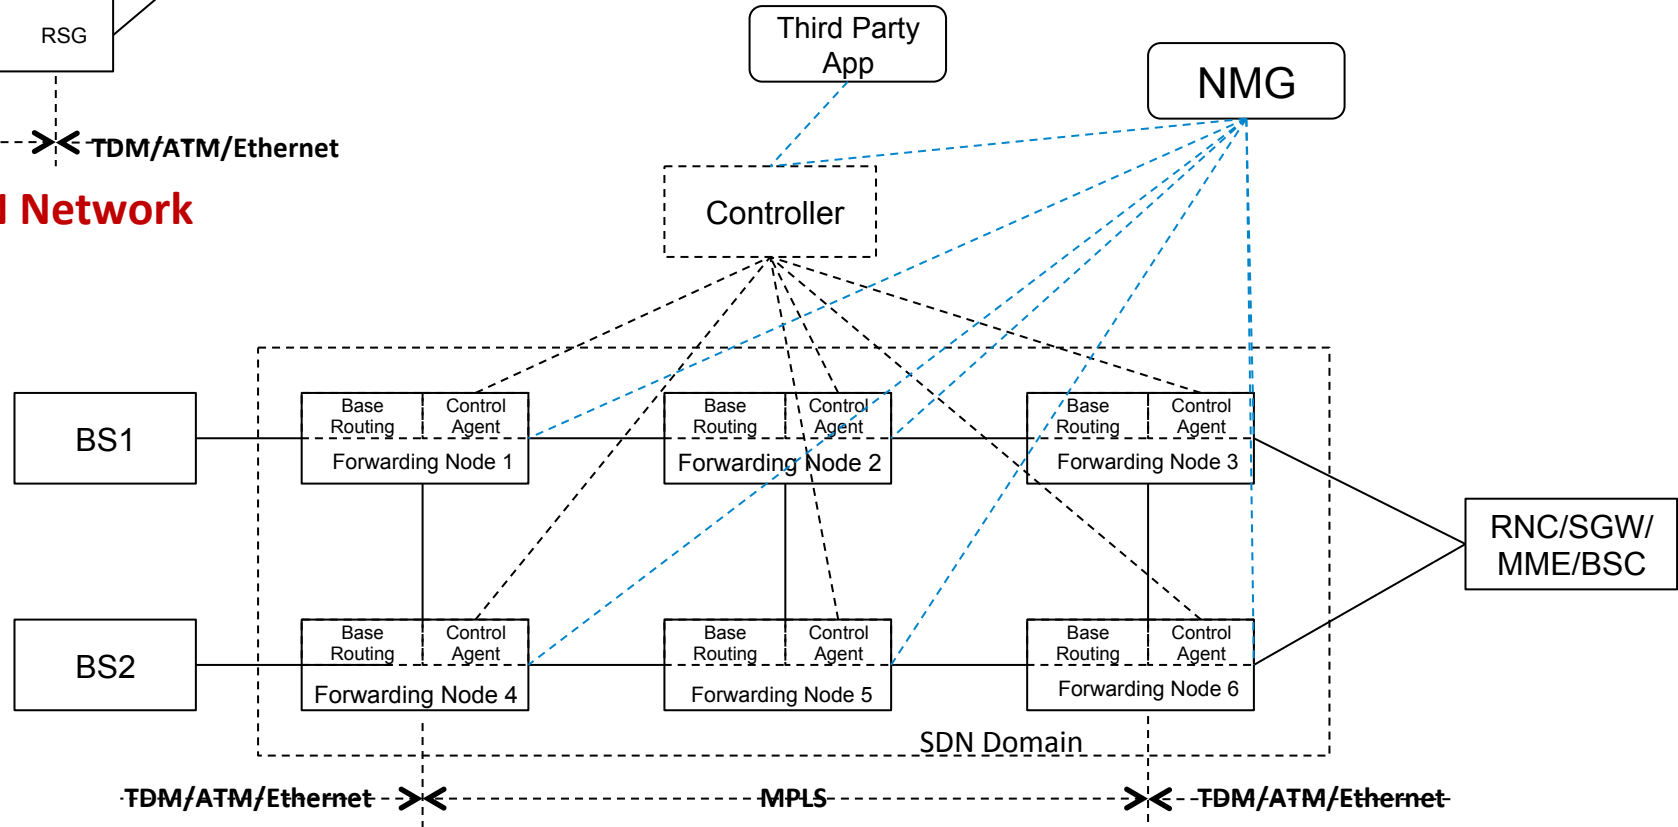 RSG
TDM/ATM/Ethernet
Network
Third Party
App
NMG
Controller
BS1
Base
Routing
Control
Agent
Forwarding Node 1
Base
Routing
Control
Agent
Forwarding Node 2
Base
Routing
Control
Agent
Forwarding Node 3
RNC/SGW/
MME/BSC
BS2
Base
Routing
Control
Agent
Forwarding Node 4
Base
Routing
Control
Agent
Forwarding Node 5
Base
Routing
Control
Agent
Forwarding Node 6
SDN Domain
TDM/ATM/Ethernet
MPLS
TDM/ATM/Ethernet